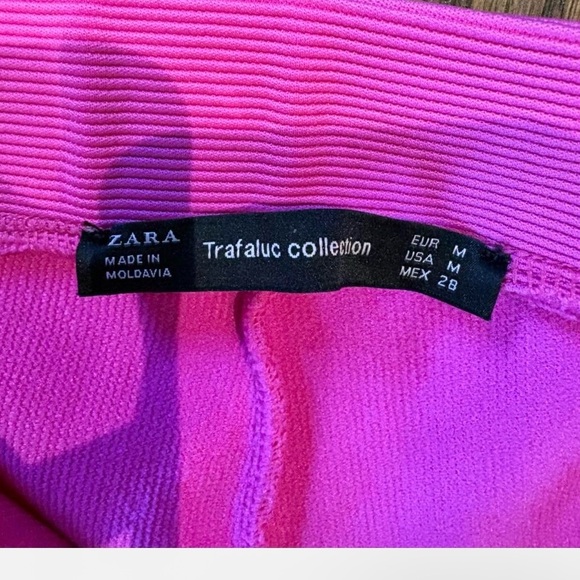 ZARA
MADE IN
MOLDAVIA
Trafaluc collection
EUR M
USA M
MEX 28